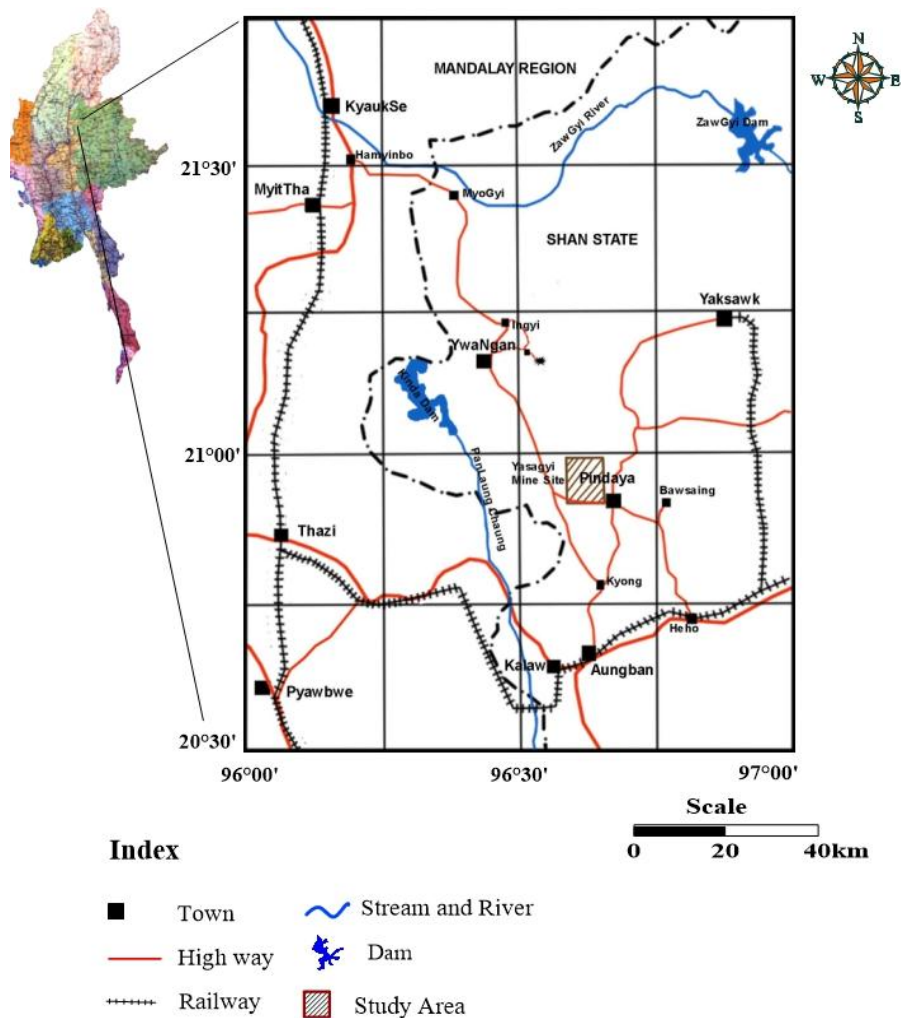 N
W E
S
MANDALAY REGION
KyaukSe
ZawGyi River
ZawGyi Dam
Hamyinbo
21°30'
MyitTha
MyoGyi
SHAN STATE
Yaksawk
Ingyi
YwaNgan
Kinda Dam
21°00'
PanLaung Chaung
Yasagyi
Mine Site
Pindaya
Bawsaing
Thazi
Kyong
Heho
Kalaw
Aungban
Pyawbwe
20°30'
96°00' 96°30' 97°00'
Scale
0 20 40km
Index
Town
Stream and River
High way
Dam
Railway
Study Area